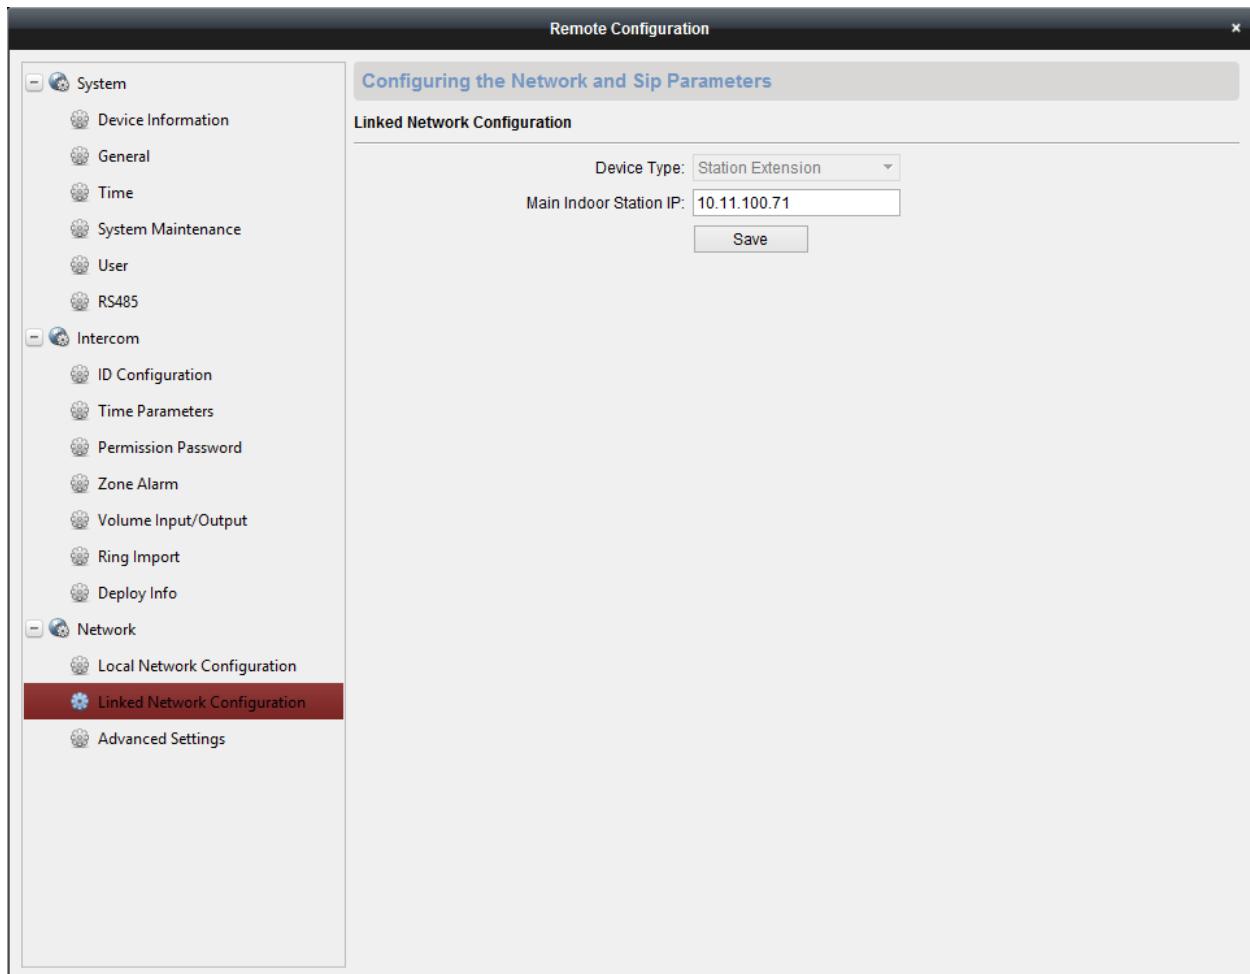 Remote Configuration ×
System
Device Information
General
Time
System Maintenance
User
RS485
Intercom
ID Configuration
Time Parameters
Permission Password
Zone Alarm
Volume Input/Output
Ring Import
Deploy Info
Network
Local Network Configuration
Linked Network Configuration
Advanced Settings
Configuring the Network and Sip Parameters
Linked Network Configuration
Device Type: Station Extension
Main Indoor Station IP: 10.11.100.71
Save